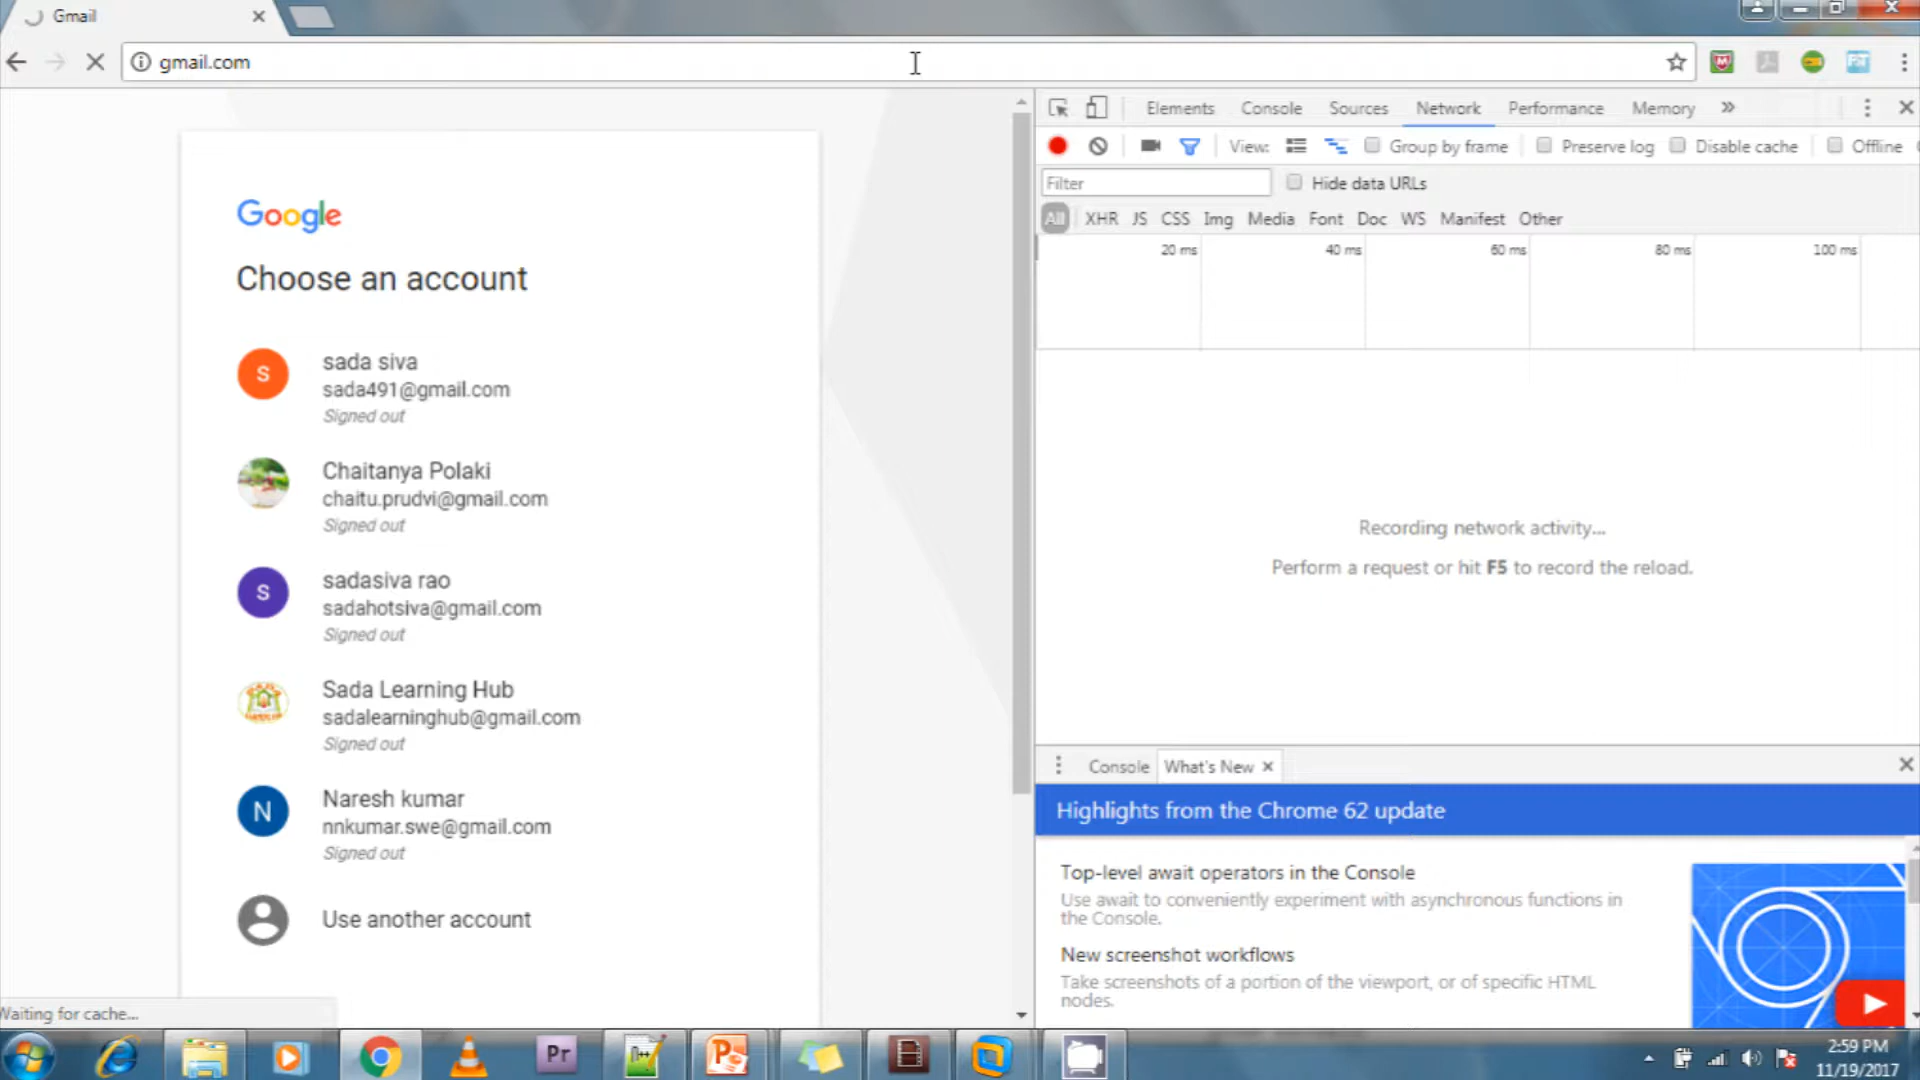 Gmail
gmail.com
Google
Choose an account
S
sada siva
sada491@gmail.com
Signed out
Chaitanya Polaki
chaitu.prudvi@gmail.com
Signed out
S
sadasiva rao
sadahotsiva@gmail.com
Signed out
Sada Learning Hub
sadalearninghub@gmail.com
Signed out
N
Naresh kumar
nnkumar.swe@gmail.com
Signed out
Use another account
Waiting for cache...
Elements Console Sources Network Performance Memory »
View: Group by frame Preserve log Disable cache Offline
Filter Hide data URLs
All XHR JS CSS Img Media Font Doc WS Manifest Other
20 ms 40 ms 60 ms 80 ms 100 ms
Recording network activity...
Perform a request or hit F5 to record the reload.
Console What's New
Highlights from the Chrome 62 update
Top-level await operators in the Console
Use await to conveniently experiment with asynchronous functions in
the Console.
New screenshot workflows
Take screenshots of a portion of the viewport, or of specific HTML
nodes.
Pr
2:59 PM
11/19/2017